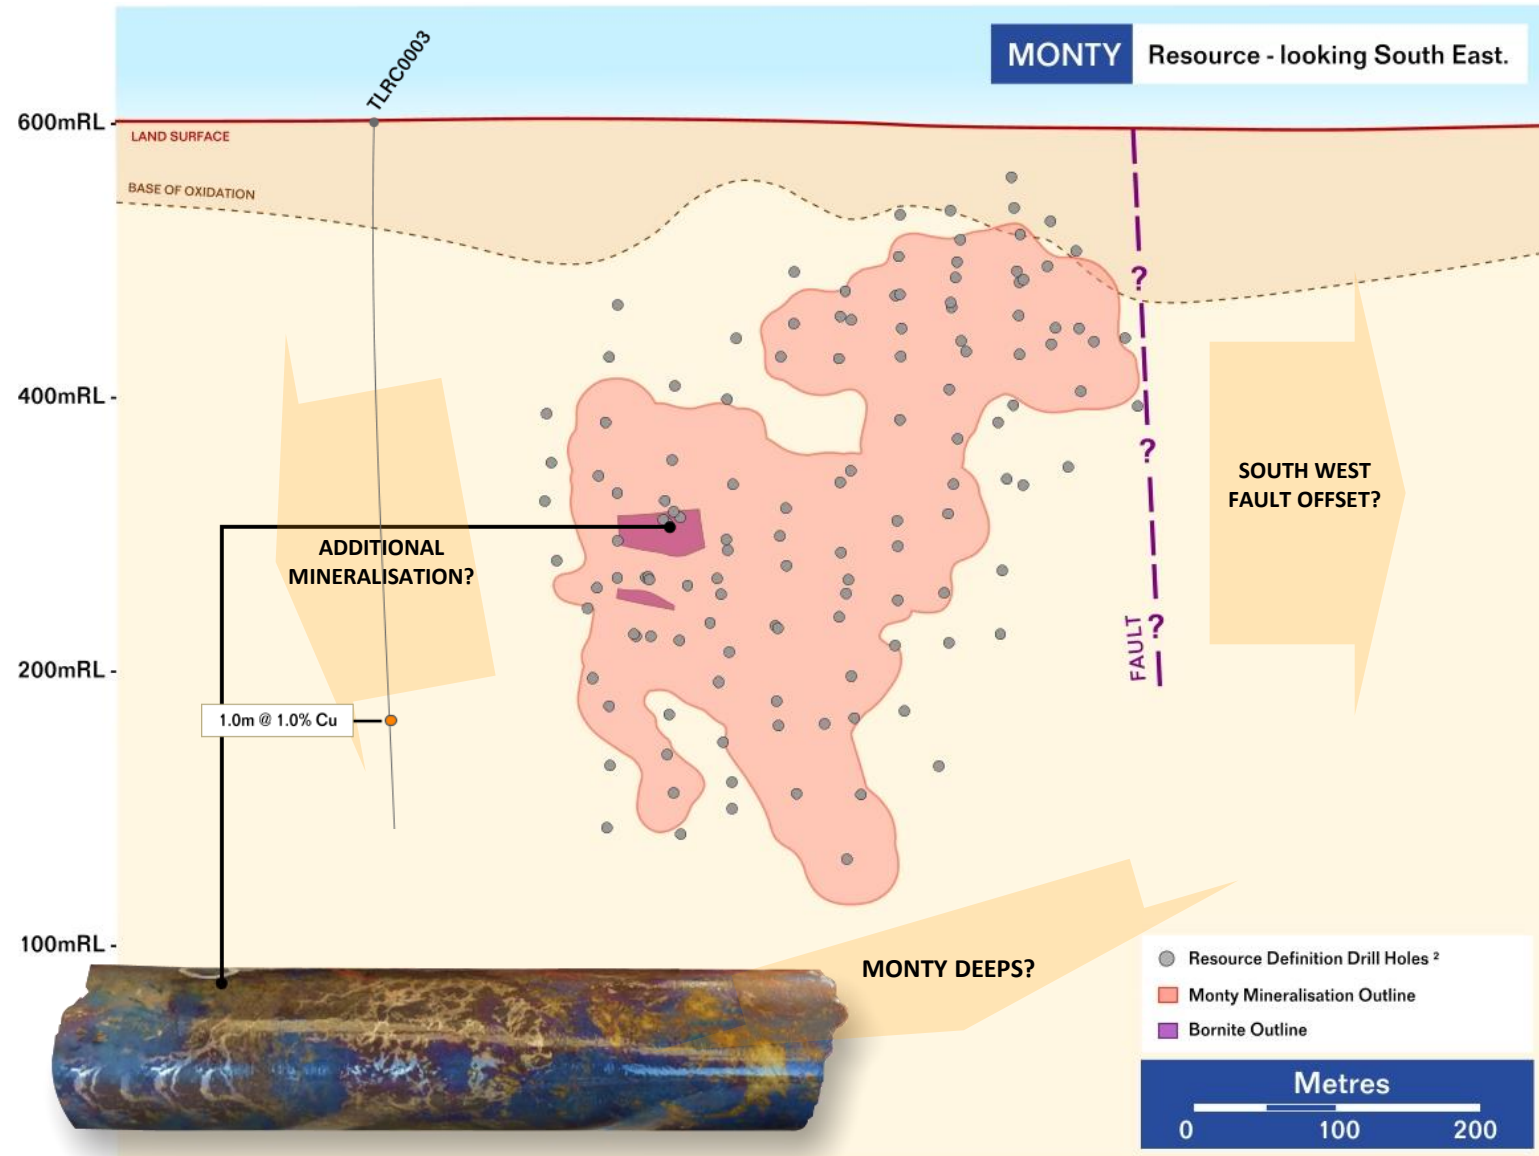 TLRC0003
MONTY Resource - looking South East.
600mRL
LAND SURFACE
BASE OF OXIDATION
?
400mRL
?
SOUTH WEST
FAULT OFFSET?
ADDITIONAL
MINERALISATION?
?
FAULT
200mRL
1.0m @ 1.0% Cu
100mRL
MONTY DEEPS?
Resource Definition Drill Holes ²
Monty Mineralisation Outline
Bornite Outline
Metres
0 100 200